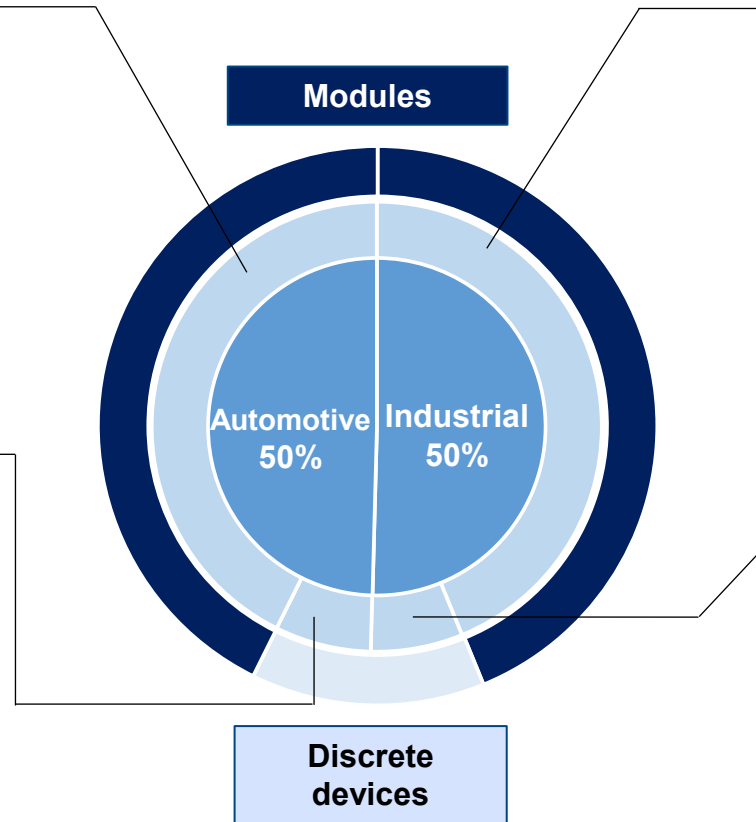 Modules
Automotive
50%
Industrial
50%
Discrete
devices